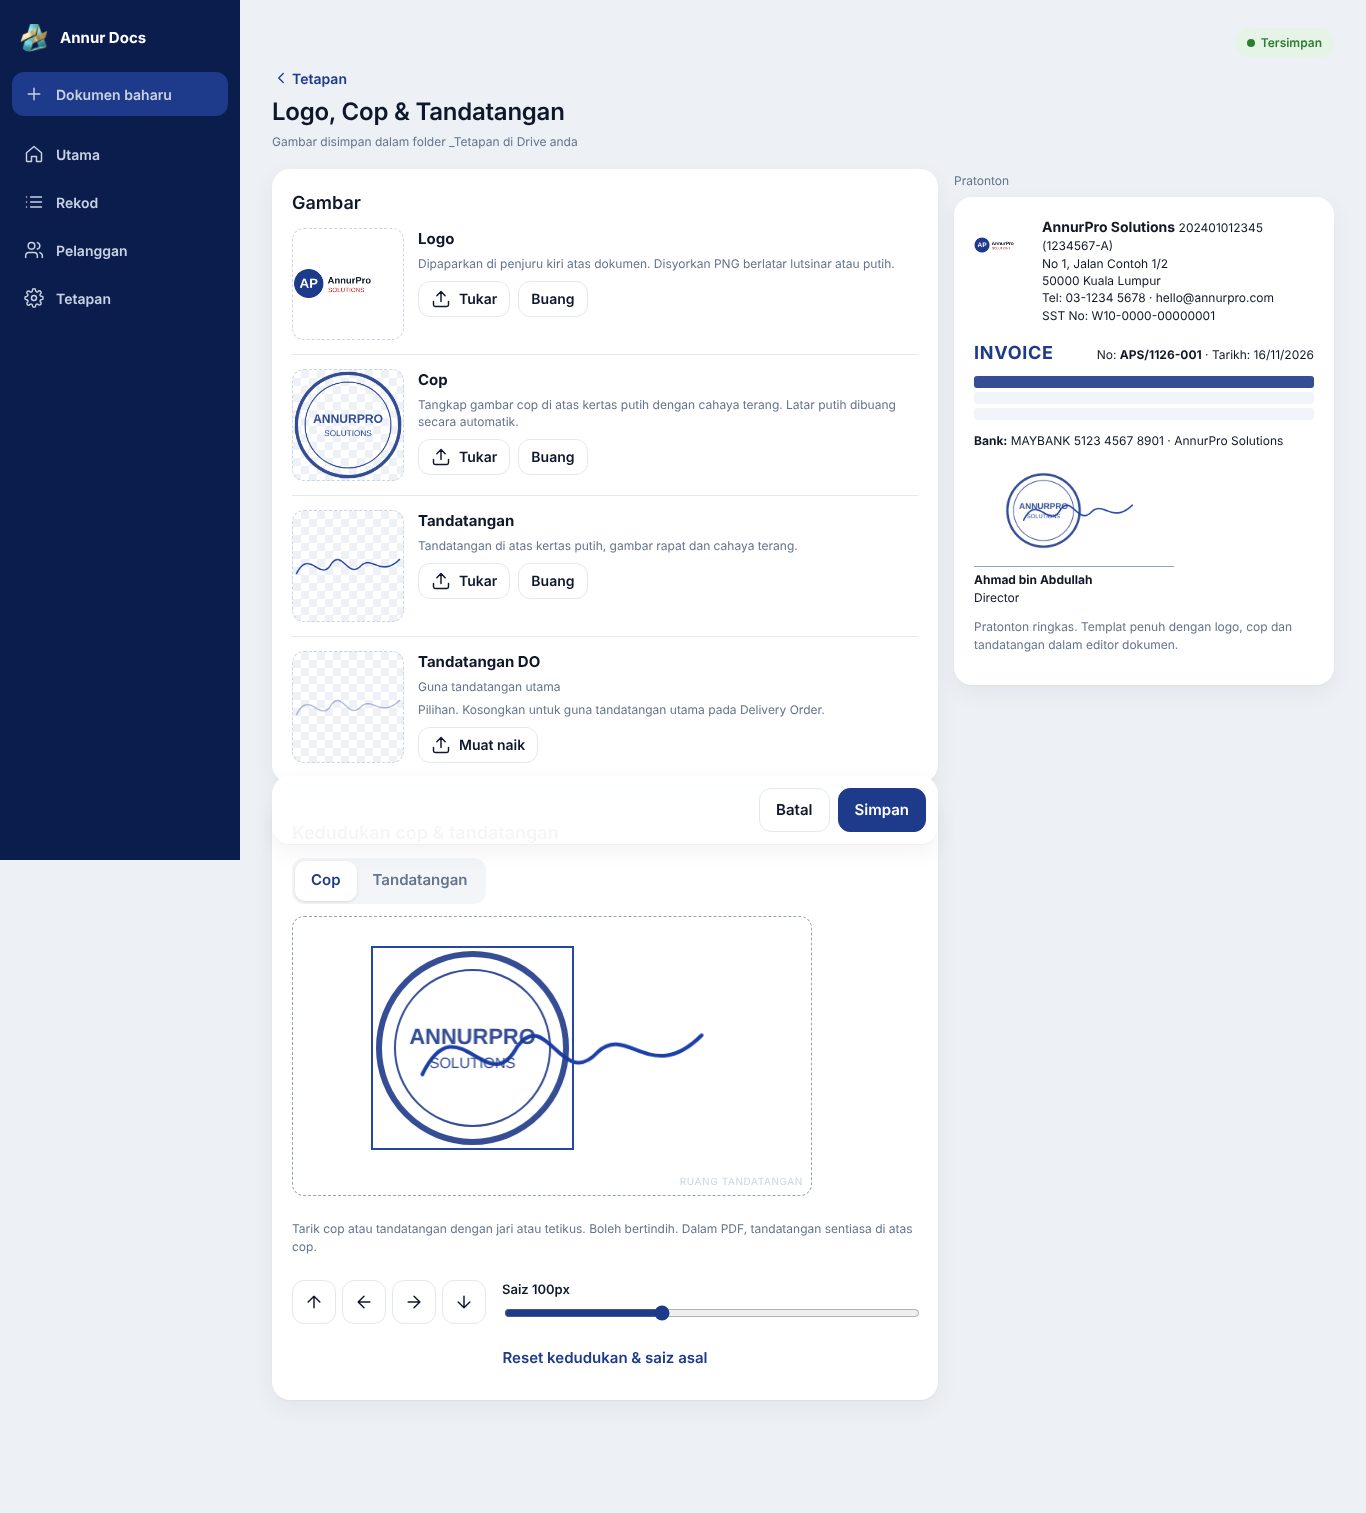 Annur Docs
Dokumen baharu
Utama
Rekod
Pelanggan
Tetapan
Tersimpan
Tetapan
Logo, Cop & Tandatangan
Gambar disimpan dalam folder _Tetapan di Drive anda
Gambar
AP AnnurPro
SOLUTIONS
Logo
Dipaparkan di penjuru kiri atas dokumen. Disyorkan PNG berlatar lutsinar atau putih.
Tukar Buang
ANNURPRO
SOLUTIONS
Cop
Tangkap gambar cop di atas kertas putih dengan cahaya terang. Latar putih dibuang
secara automatik.
Tukar Buang
Tandatangan
Tandatangan di atas kertas putih, gambar rapat dan cahaya terang.
Tukar Buang
Tandatangan DO
Guna tandatangan utama
Pilihan. Kosongkan untuk guna tandatangan utama pada Delivery Order.
Muat naik
Batal Simpan
Kedudukan cop & tandatangan
Cop Tandatangan
ANNURPRO
SOLUTIONS
RUANG TANDATANGAN
Tarik cop atau tandatangan dengan jari atau tetikus. Boleh bertindih. Dalam PDF, tandatangan sentiasa di atas
cop.
Saiz 100px
Reset kedudukan & saiz asal
Pratonton
AP AnnurPro
SOLUTIONS
AnnurPro Solutions 202401012345
(1234567-A)
No 1, Jalan Contoh 1/2
50000 Kuala Lumpur
Tel: 03-1234 5678 · hello@annurpro.com
SST No: W10-0000-00000001
INVOICE No: APS/1126-001 · Tarikh: 16/11/2026
Bank: MAYBANK 5123 4567 8901 · AnnurPro Solutions
ANNURPRO
SOLUTIONS
Ahmad bin Abdullah
Director
Pratonton ringkas. Templat penuh dengan logo, cop dan
tandatangan dalam editor dokumen.